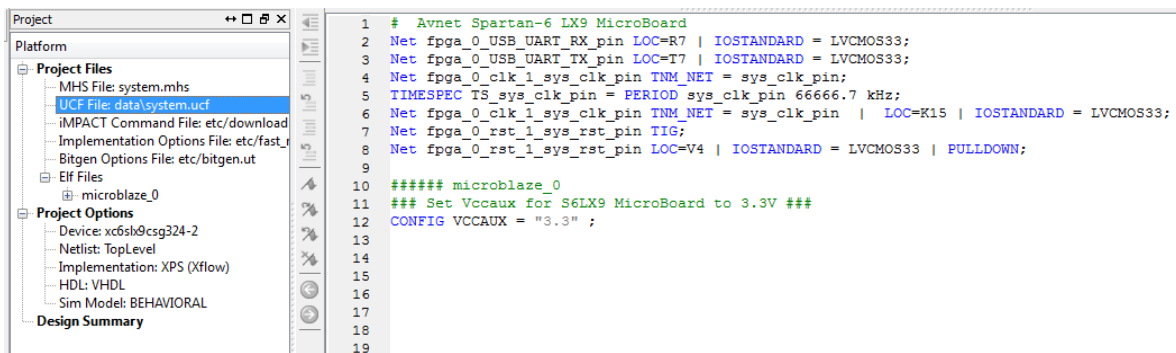 Project
Platform
Project Files
MHS File: system.mhs
UCF File: data\system.ucf
iMPACT Command File: etc/download
Implementation Options File: etc/fast_r
Bitgen Options File: etc/bitgen.ut
Elf Files
microblaze_0
Project Options
Device: xc6slx9csg324-2
Netlist: TopLevel
Implementation: XPS (Xflow)
HDL: VHDL
Sim Model: BEHAVIORAL
Design Summary
1 # Avnet Spartan-6 LX9 MicroBoard
2 Net fpga_0_USB_UART_RX_pin LOC=R7 | IOSTANDARD = LVCMOS33;
3 Net fpga_0_USB_UART_TX_pin LOC=T7 | IOSTANDARD = LVCMOS33;
4 Net fpga_0_clk_1_sys_clk_pin TNM_NET = sys_clk_pin;
5 TIMESPEC TS_sys_clk_pin = PERIOD sys_clk_pin 66666.7 kHz;
6 Net fpga_0_clk_1_sys_clk_pin TNM_NET = sys_clk_pin | LOC=K15 | IOSTANDARD = LVCMOS33;
7 Net fpga_0_rst_1_sys_rst_pin TIG;
8 Net fpga_0_rst_1_sys_rst_pin LOC=V4 | IOSTANDARD = LVCMOS33 | PULLDOWN;
9
10 ###### microblaze_0
11 ### Set Vccaux for S6LX9 MicroBoard to 3.3V ###
12 CONFIG VCCAUX = "3.3" ;
13
14
15
16
17
18
19